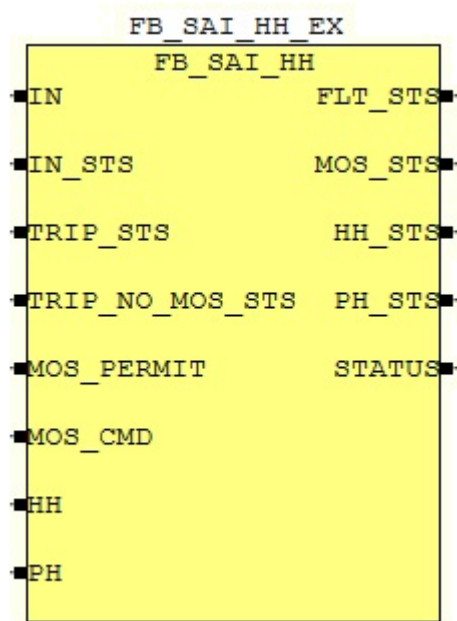 FB_SAI_HH_EX
FB_SAI_HH
IN FLT_STS
IN_STS MOS_STS
TRIP_STS HH_STS
TRIP_NO_MOS_STS PH_STS
MOS_PERMIT STATUS
MOS_CMD
HH
PH